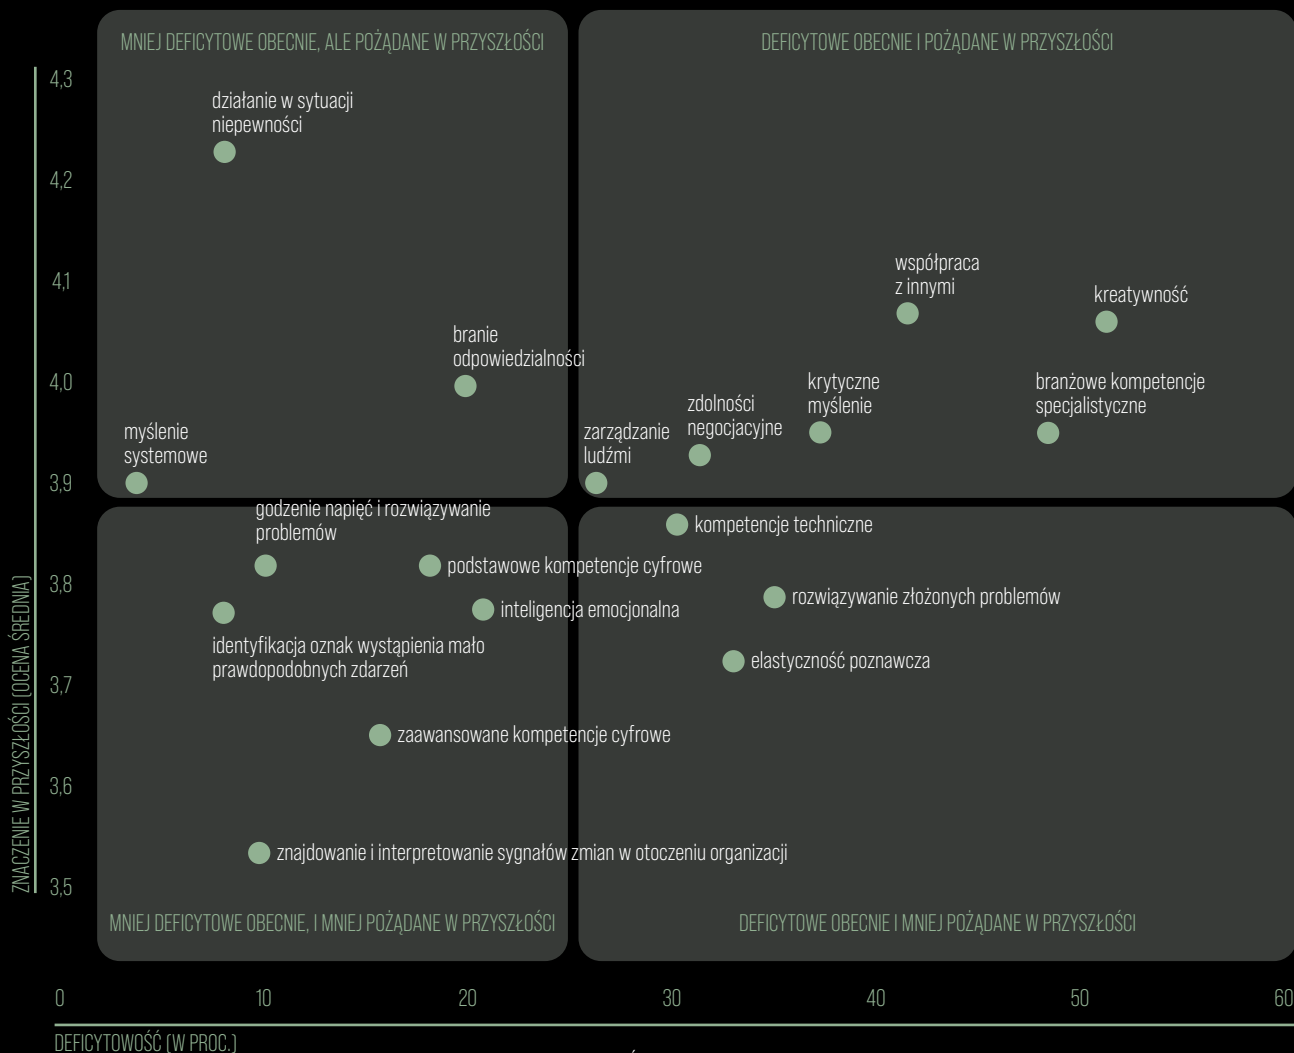 MNIEJ DEFICYTOWE OBECNIE, ALE POŻĄDANE W PRZYSZŁOŚCI
DEFICYTOWE OBECNIE I POŻĄDANE W PRZYSZŁOŚCI
4,3
działanie w sytuacji
niepewności
4,2
4,1
współpraca
z innymi
kreatywność
branie
odpowiedzialności
4,0
krytyczne
myślenie
branżowe kompetencje
specjalistyczne
zdolności
negocjacyjne
myślenie
systemowe
zarządzanie
ludźmi
3,9
godzenie napięć i rozwiązywanie
problemów
kompetencje techniczne
podstawowe kompetencje cyfrowe
3,8
rozwiązywanie złożonych problemów
inteligencja emocjonalna
identyfikacja oznak wystąpienia mało
prawdopodobnych zdarzeń
elastyczność poznawcza
3,7
zaawansowane kompetencje cyfrowe
3,6
znajdowanie i interpretowanie sygnałów zmian w otoczeniu organizacji
3,5
ZNACZENIE W PRZYSZŁOŚCI (OCENA ŚREDNIA)
MNIEJ DEFICYTOWE OBECNIE, I MNIEJ POŻĄDANE W PRZYSZŁOŚCI
DEFICYTOWE OBECNIE I MNIEJ POŻĄDANE W PRZYSZŁOŚCI
0 10 20 30 40 50 60
DEFICYTOWOŚĆ (W PROC.)